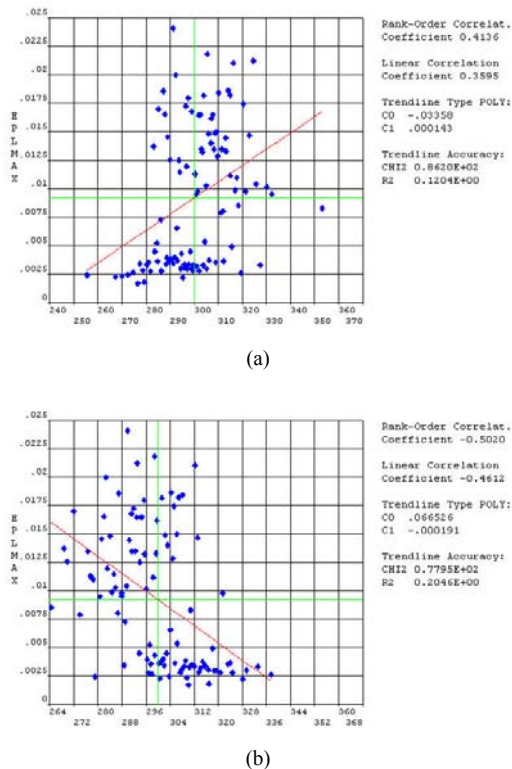 .025
.0225
.02
.0175
.015
.0125
.01
.0075
.005
.0025
0
EPLMAX
240 260 280 300 320 340 360
250 270 290 310 330 350 370
Rank-Order Correlat.
Coefficient 0.4136
Linear Correlation
Coefficient 0.3595
Trendline Type POLY:
C0 -.03358
C1 .000143
Trendline Accuracy:
CHI2 0.8620E+02
R2 0.1204E+00
(a)
.025
.0225
.02
.0175
.015
.0125
.01
.0075
.005
.0025
0
EPLMAX
264 280 296 312 328 344 360
272 288 304 320 336 352 368
Rank-Order Correlat.
Coefficient -0.5020
Linear Correlation
Coefficient -0.4612
Trendline Type POLY:
C0 .066526
C1 -.000191
Trendline Accuracy:
CHI2 0.7795E+02
R2 0.2046E+00
(b)